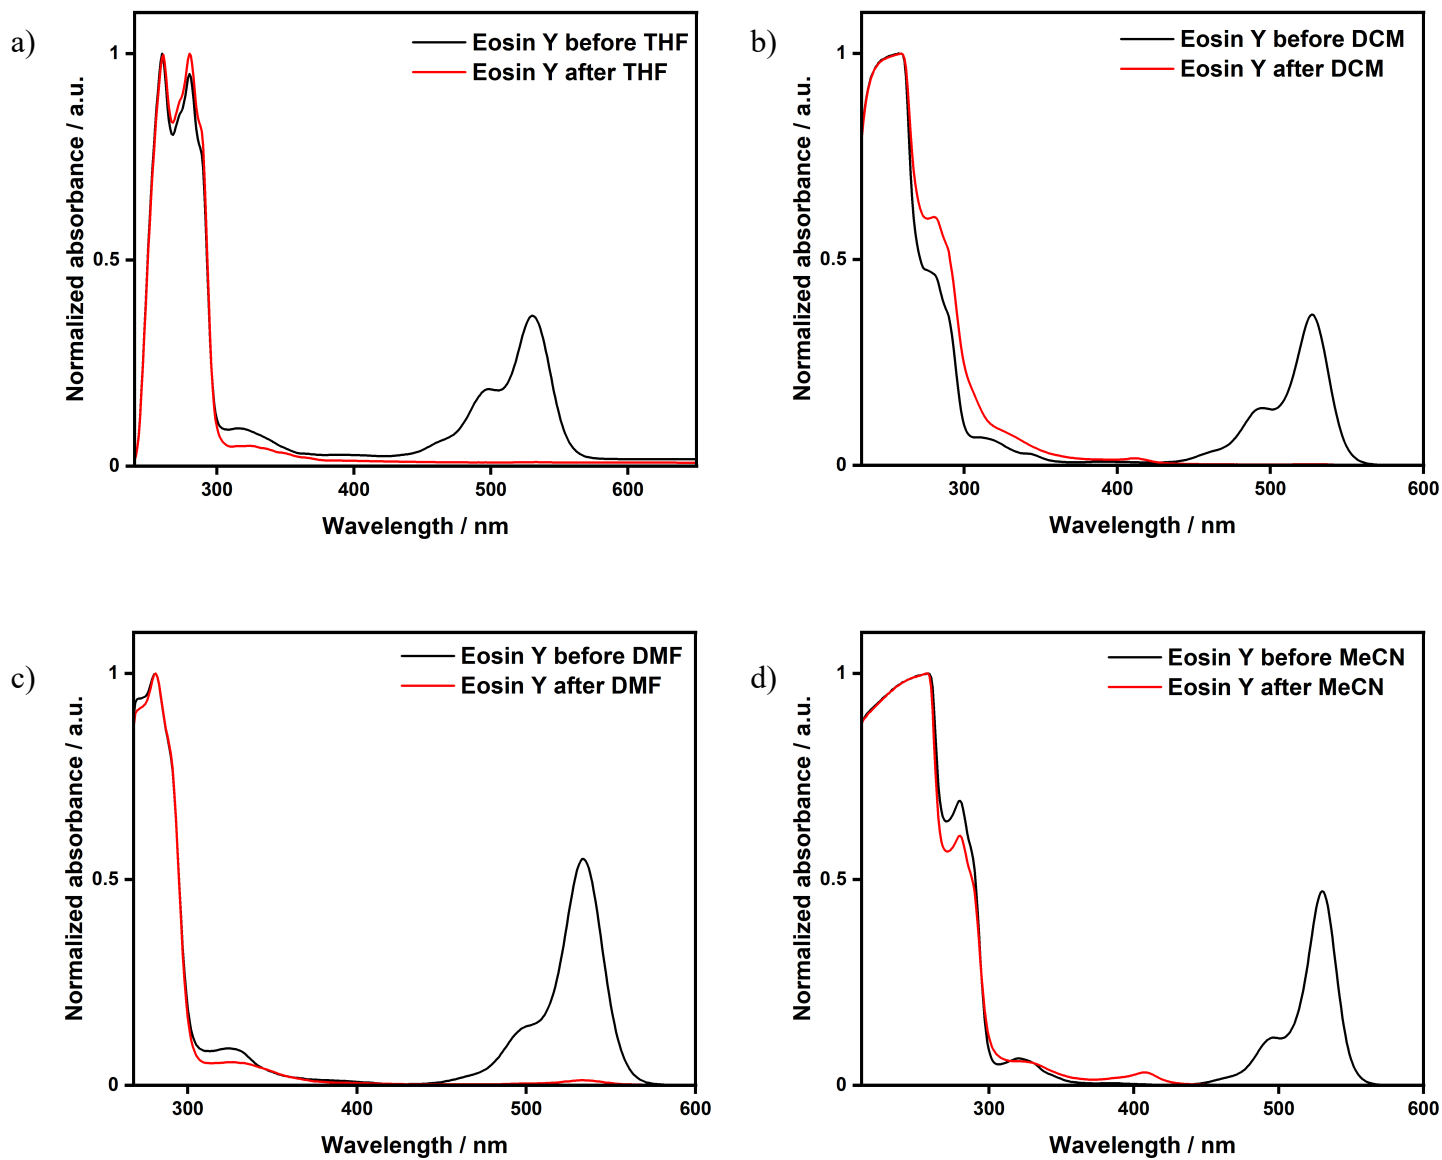 a)
Eosin Y before THF
Eosin Y after THF
Normalized absorbance / a.u.
1
0.5
0
300
400
500
600
Wavelength / nm
b)
Eosin Y before DCM
Eosin Y after DCM
Normalized absorbance / a.u.
1
0.5
0
300
400
500
600
Wavelength / nm
c)
Eosin Y before DMF
Eosin Y after DMF
Normalized absorbance / a.u.
1
0.5
0
300
400
500
600
Wavelength / nm
d)
Eosin Y before MeCN
Eosin Y after MeCN
Normalized absorbance / a.u.
1
0.5
0
300
400
500
600
Wavelength / nm